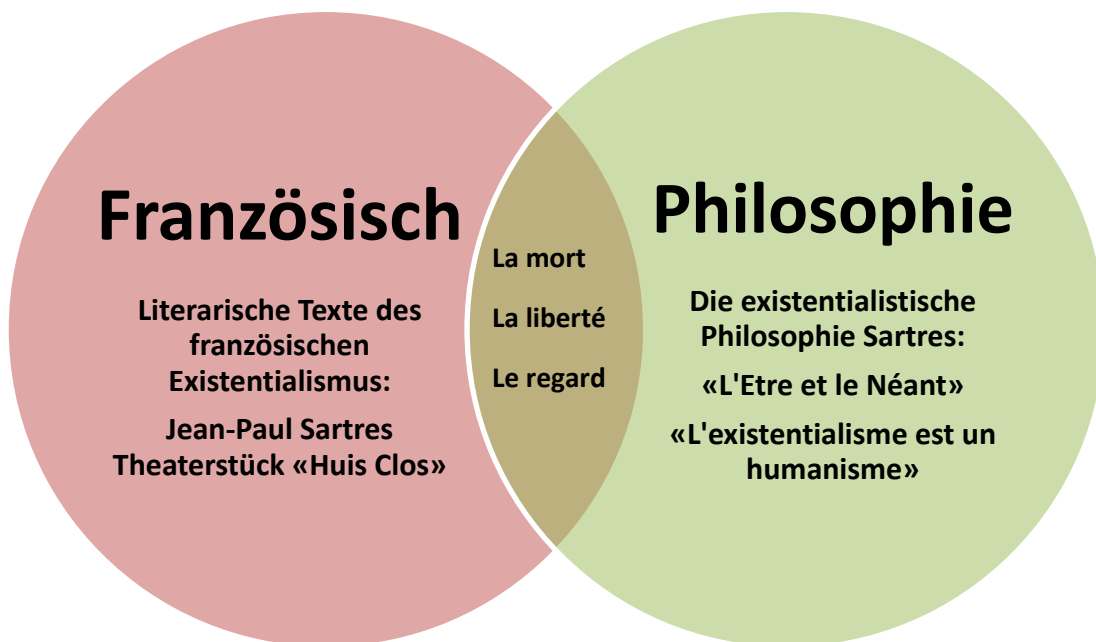 Französisch
Literarische Texte des
französischen
Existentialismus:
Jean-Paul Sartres
Theaterstück «Huis Clos»
La mort
La liberté
Le regard
Philosophie
Die existentialistische
Philosophie Sartres:
«L'Etre et le Néant»
«L'existentialisme est un
humanisme»